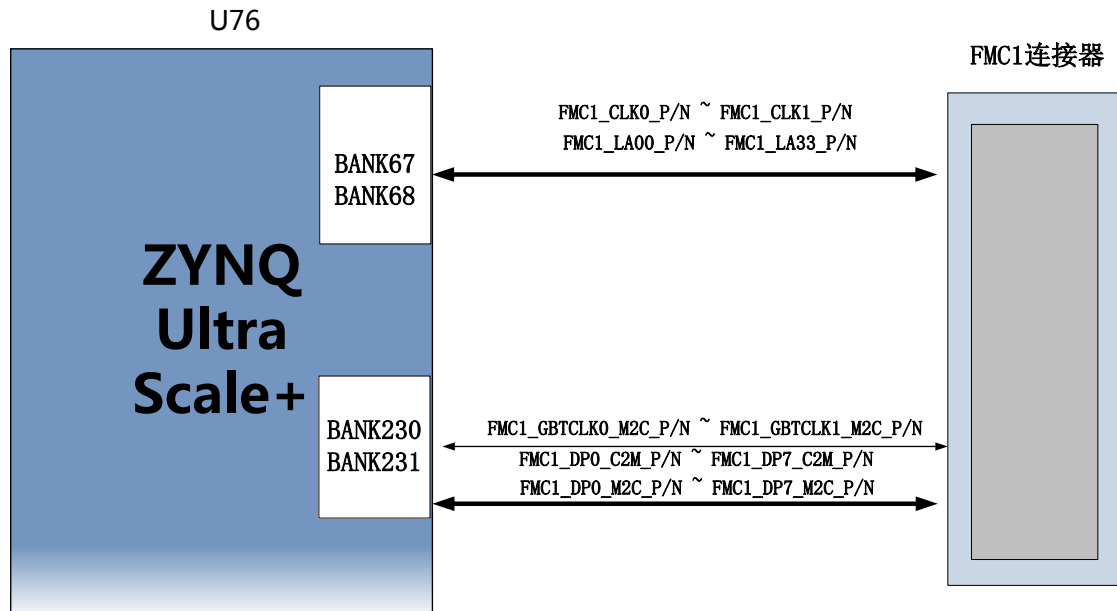 U76
FMC1连接器
FMC1_CLK0_P/N ~ FMC1_CLK1_P/N
FMC1_LA00_P/N ~ FMC1_LA33_P/N
BANK67
BANK68
ZYNQ
Ultra
Scale+
BANK230
BANK231
FMC1_GBTCLK0_M2C_P/N ~ FMC1_GBTCLK1_M2C_P/N
FMC1_DP0_C2M_P/N ~ FMC1_DP7_C2M_P/N
FMC1_DP0_M2C_P/N ~ FMC1_DP7_M2C_P/N